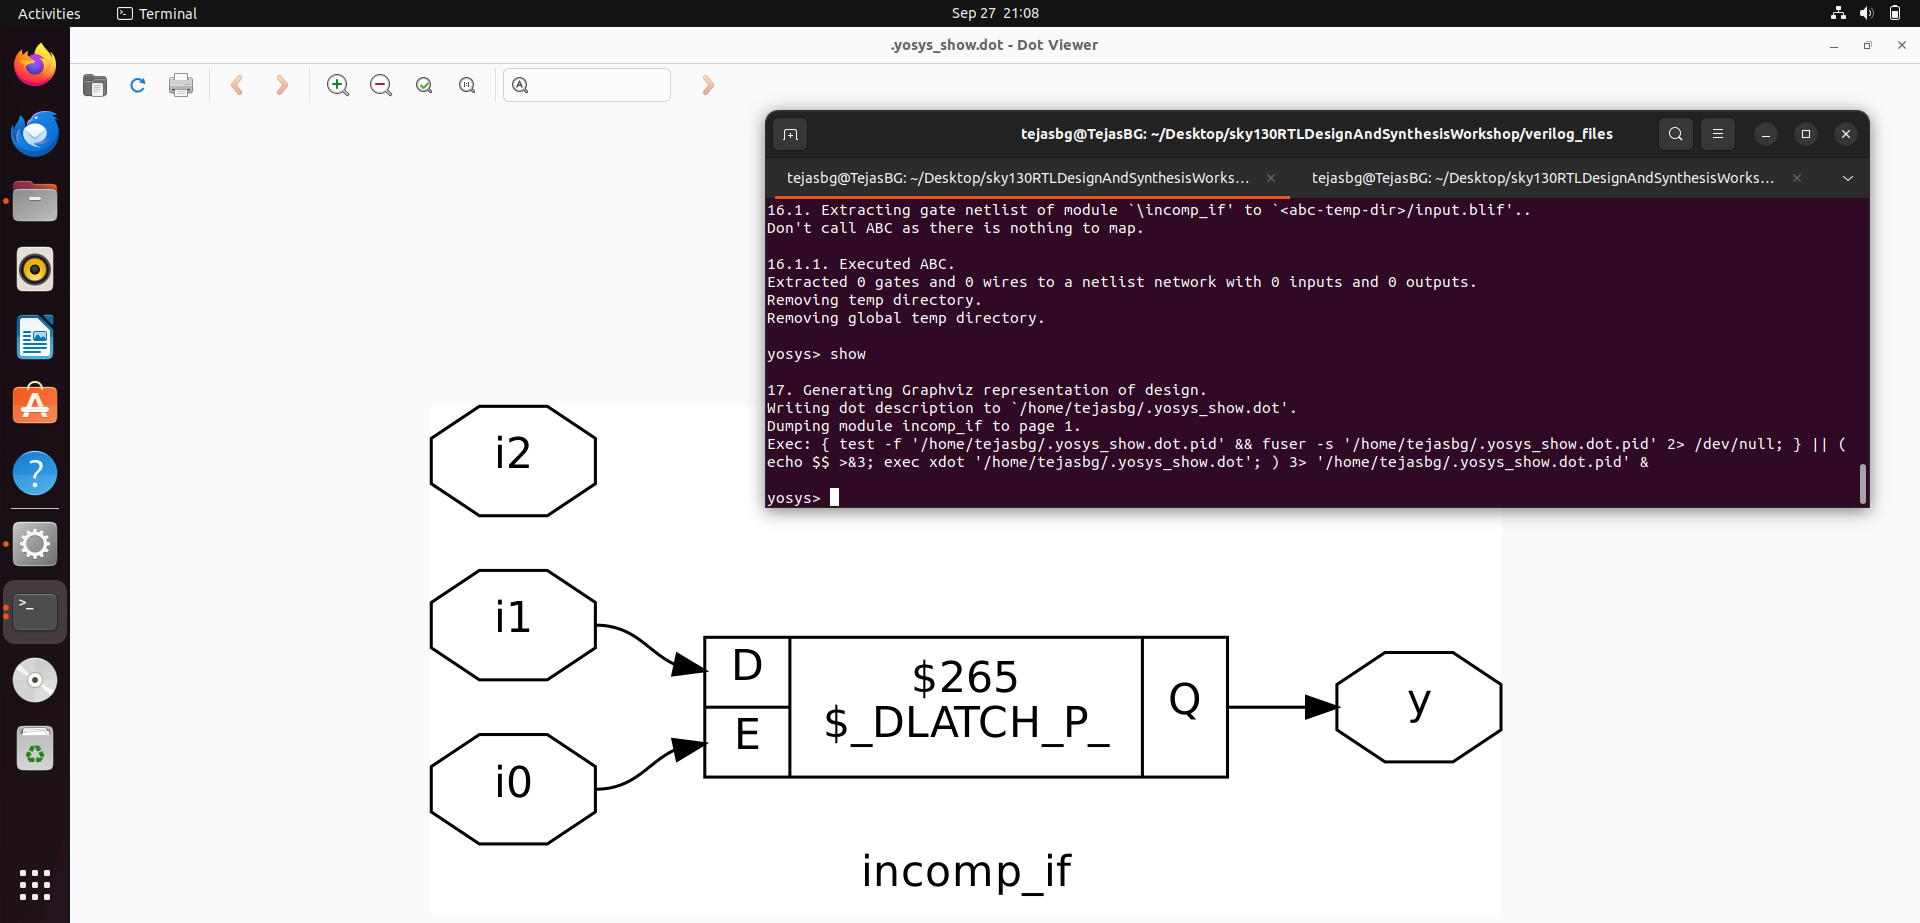 Activities
Terminal
Sep 27 21:08
.yosys_show.dot - Dot Viewer
tejasbg@TejasBG: ~/Desktop/sky130RTLDesignAndSynthesisWorkshop/verilog_files
tejasbg@TejasBG: ~/Desktop/sky130RTLDesignAndSynthesisWorks...
tejasbg@TejasBG: ~/Desktop/sky130RTLDesignAndSynthesisWorks...
16.1. Extracting gate netlist of module `\incomp_if' to `<abc-temp-dir>/input.blif'..
Don't call ABC as there is nothing to map.
16.1.1. Executed ABC.
Extracted 0 gates and 0 wires to a netlist network with 0 inputs and 0 outputs.
Removing temp directory.
Removing global temp directory.
yosys> show
17. Generating Graphviz representation of design.
Writing dot description to `/home/tejasbg/.yosys_show.dot'.
Dumping module incomp_if to page 1.
Exec: { test -f '/home/tejasbg/.yosys_show.dot.pid' && fuser -s '/home/tejasbg/.yosys_show.dot.pid' 2> /dev/null; } || (
echo $$ >&3; exec xdot '/home/tejasbg/.yosys_show.dot'; ) 3> '/home/tejasbg/.yosys_show.dot.pid' &
yosys>
i2
i1
i0
D
E
$265
$_DLATCH_P_
Q
y
incomp_if